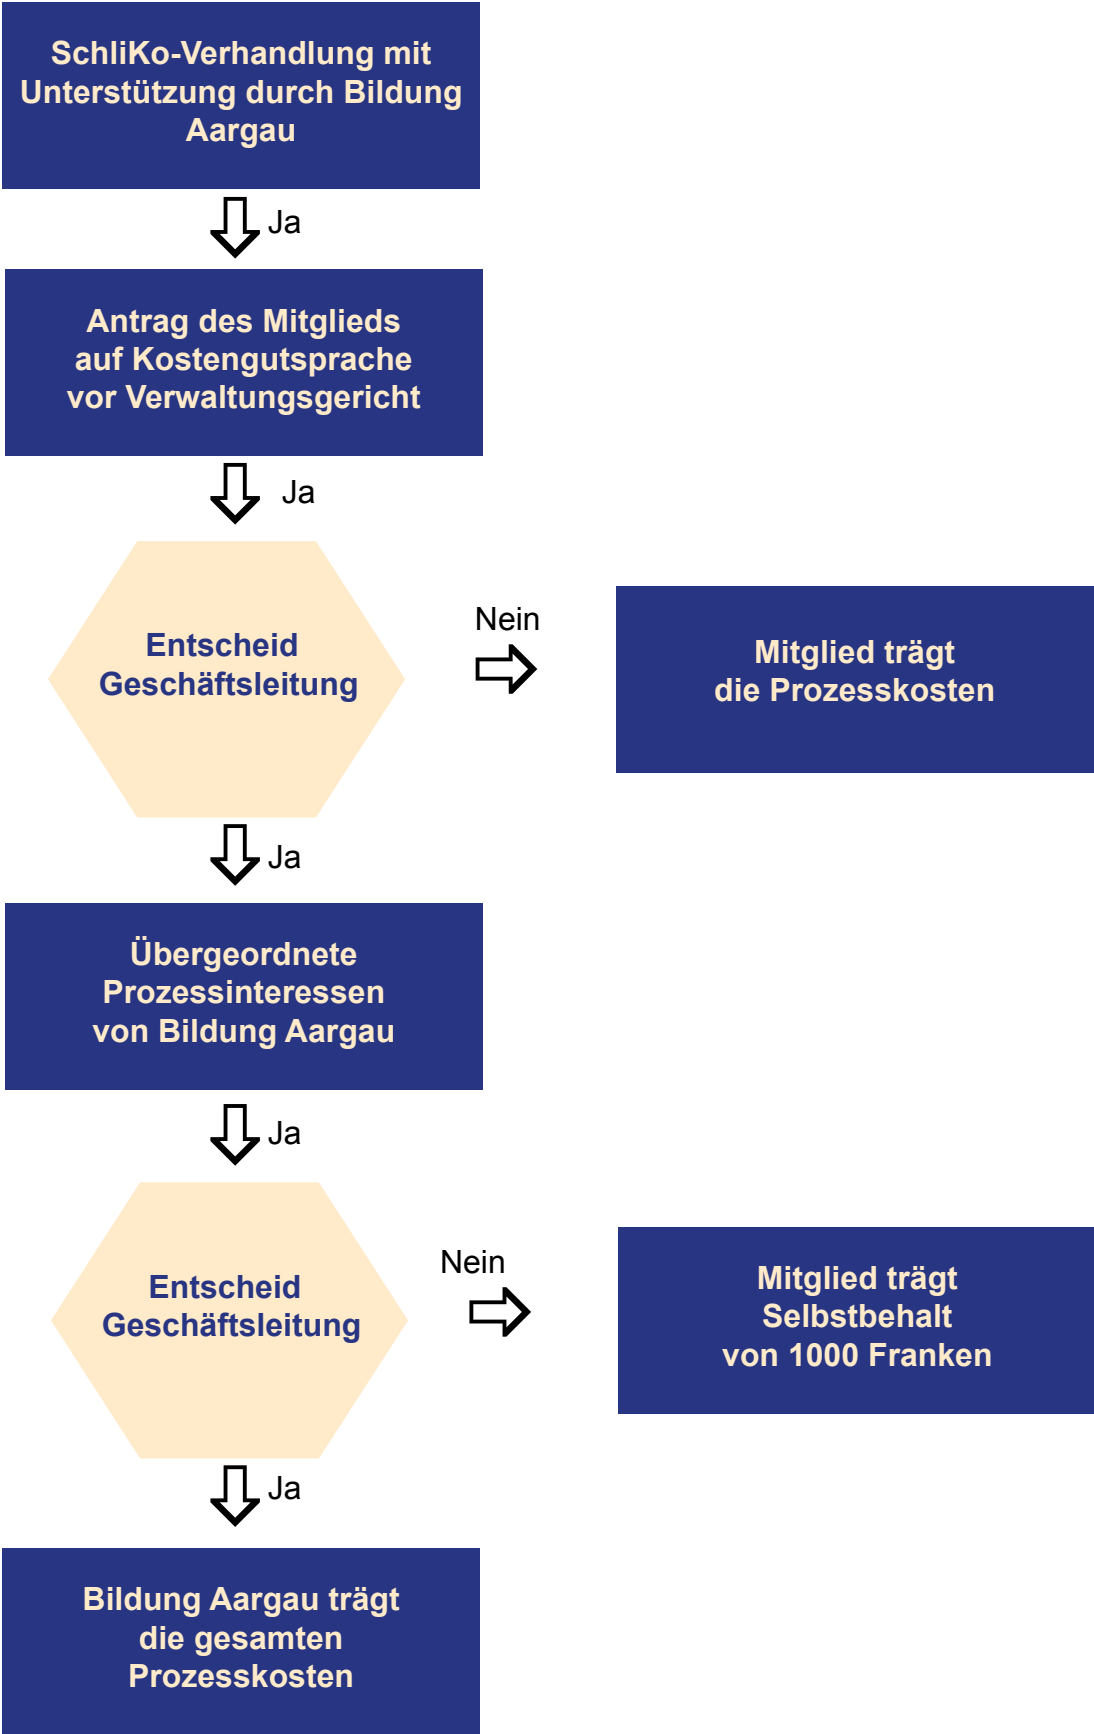 SchliKo-Verhandlung mit
Unterstützung durch Bildung
Aargau
Ja
Antrag des Mitglieds
auf Kostengutsprache
vor Verwaltungsgericht
Ja
Entscheid
Geschäftsleitung
Nein
Mitglied trägt
die Prozesskosten
Ja
Übergeordnete
Prozessinteressen
von Bildung Aargau
Ja
Entscheid
Geschäftsleitung
Nein
Mitglied trägt
Selbstbehalt
von 1000 Franken
Ja
Bildung Aargau trägt
die gesamten
Prozesskosten